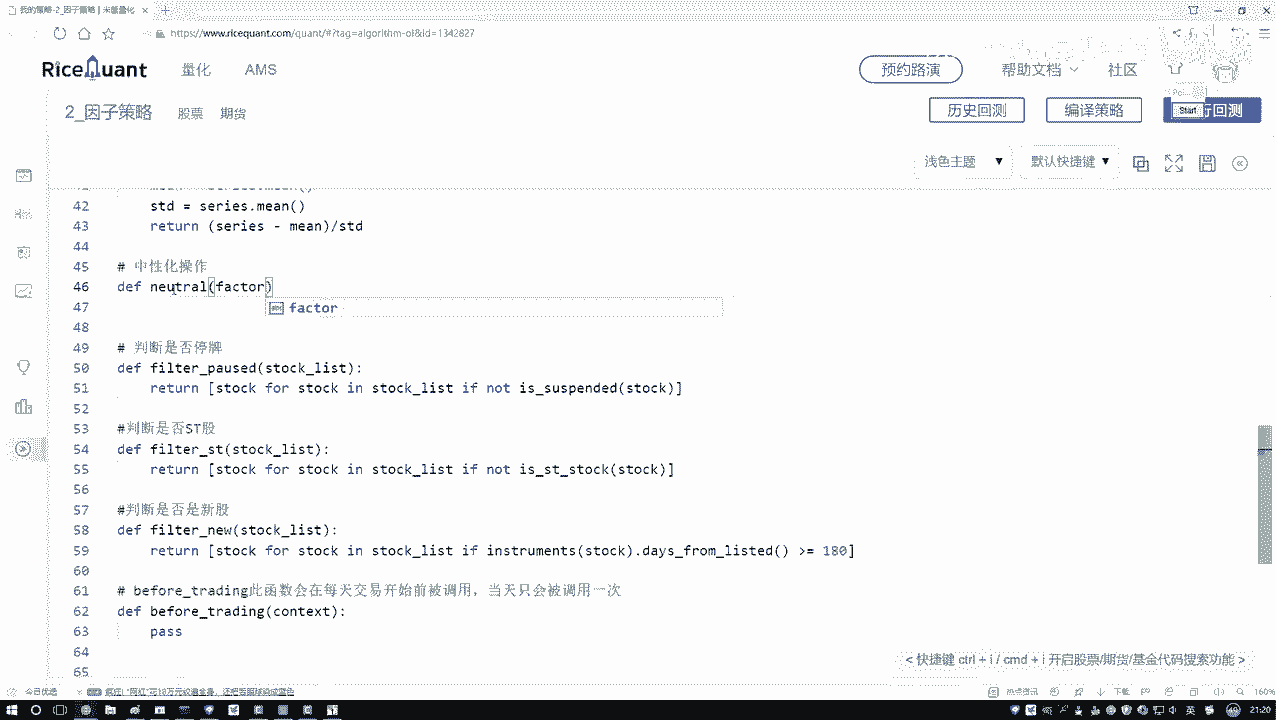 我的策略-2_因子策略 | 米筐量化
https://www.ricequant.com/quant/#?tag=algorithm-ol&id=1342827
RiceQuant 量化 AMS 预约路演 帮助文档 社区
2_因子策略 股票 期货 历史回测 编译策略 Start 行回测
浅色主题 默认快捷键
42 std = series.mean()
43 return (series - mean)/std
44
45 # 中性化操作
46 def neutral(factor)
47 factor
48
49 # 判断是否停牌
50 def filter_paused(stock_list):
51 return [stock for stock in stock_list if not is_suspended(stock)]
52
53 #判断是否ST股
54 def filter_st(stock_list):
55 return [stock for stock in stock_list if not is_st_stock(stock)]
56
57 #判断是否是新股
58 def filter_new(stock_list):
59 return [stock for stock in stock_list if instruments(stock).days_from_listed() >= 180]
60
61 # before_trading此函数会在每天交易开始前被调用，当天只会被调用一次
62 def before_trading(context):
63 pass
64
65
< 快捷键 ctrl + i / cmd + i 开启股票/期货/基金代码搜索功能 >
今日优选 热点资讯 下载 160%
英 21:20